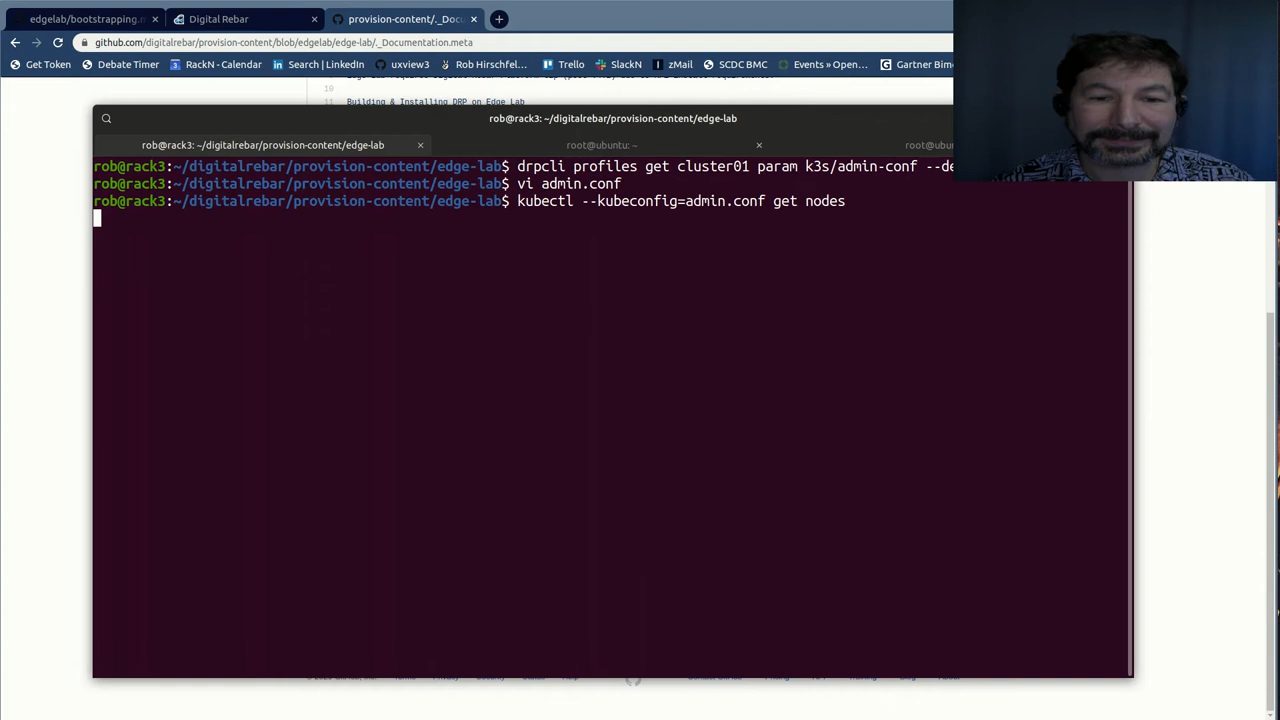 edgelab/bootstrapping.m
Digital Rebar
provision-content/._Doc
github.com/digitalrebar/provision-content/blob/edgelab/edge-lab/._Documentation.meta
Get Token
Debate Timer
RackN - Calendar
Search | LinkedIn
uxview3
Rob Hirschfel...
Trello
SlackN
zMail
SCDC BMC
Events » Open...
Gartner Bim
10
11 Building & Installing DRP on Edge Lab
rob@rack3: ~/digitalrebar/provision-content/edge-lab
rob@rack3: ~/digitalrebar/provision-content/edge-lab
root@ubuntu: ~
root@ubu
rob@rack3:~/digitalrebar/provision-content/edge-lab$ drpcli profiles get cluster01 param k3s/admin-conf --de
rob@rack3:~/digitalrebar/provision-content/edge-lab$ vi admin.conf
rob@rack3:~/digitalrebar/provision-content/edge-lab$ kubectl --kubeconfig=admin.conf get nodes